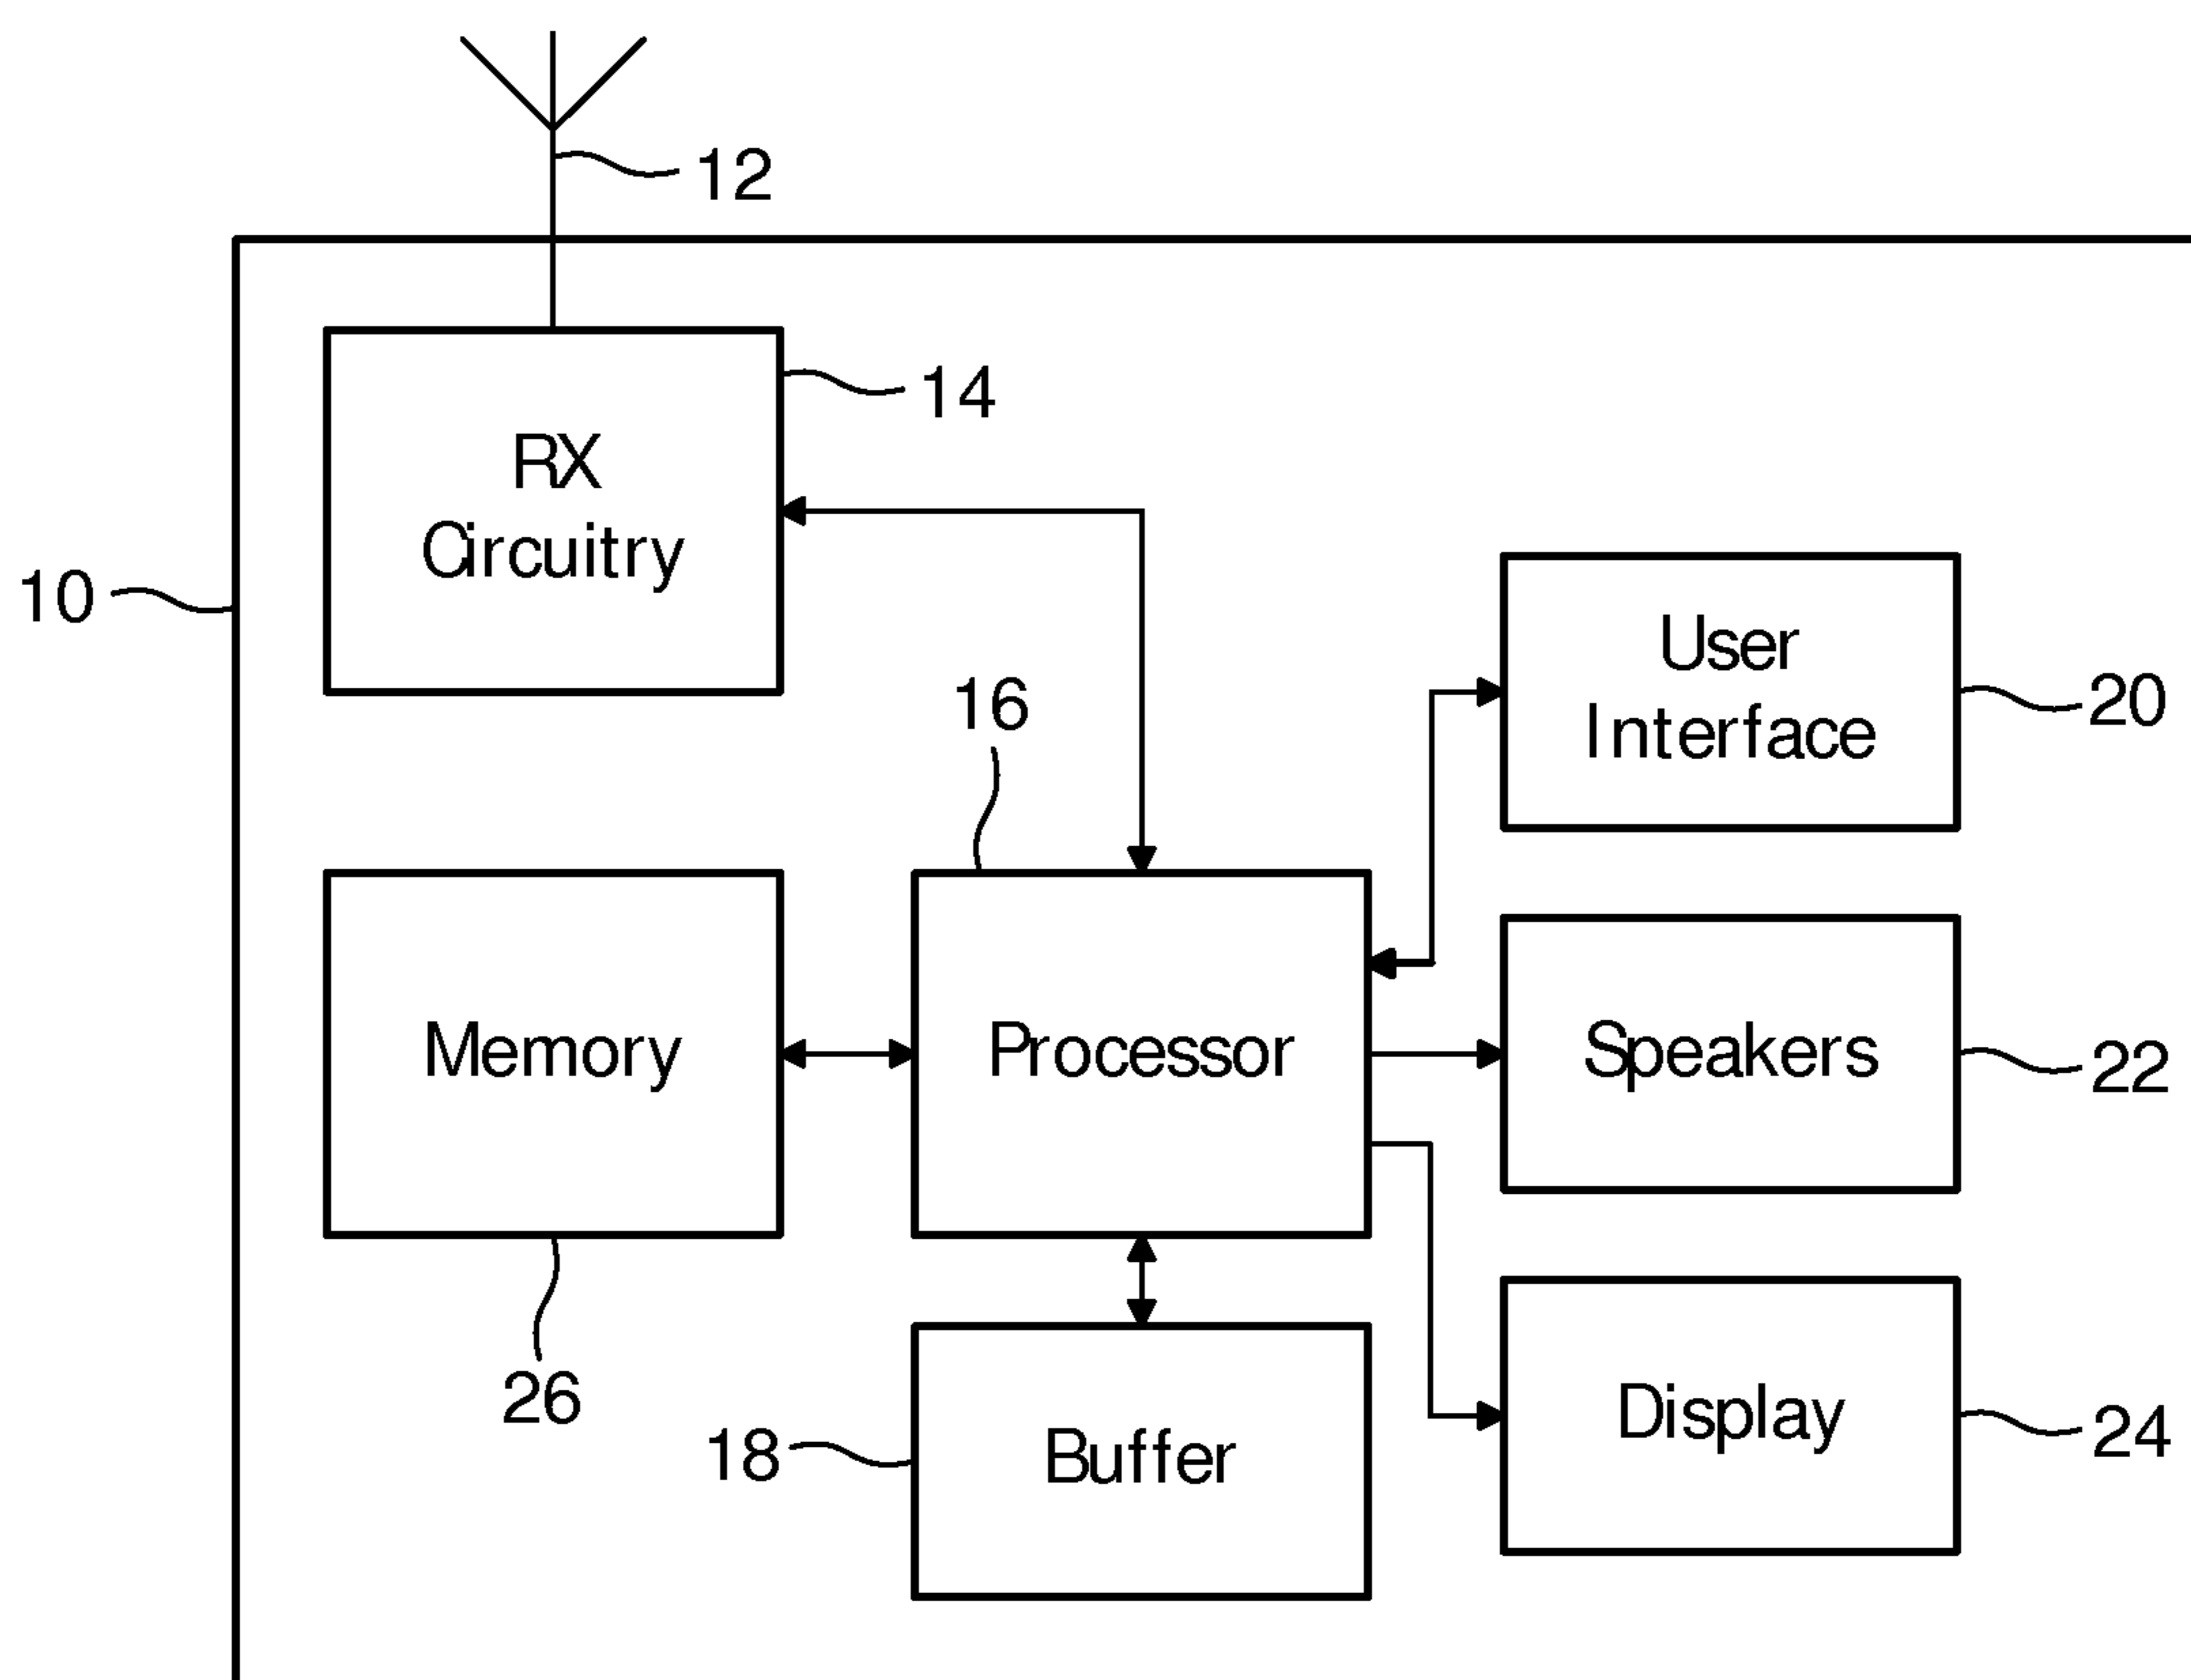 12
14
RX
Circuitry
10
User
Interface
20
16
Memory
Processor
Speakers
22
26
18
Buffer
Display
24